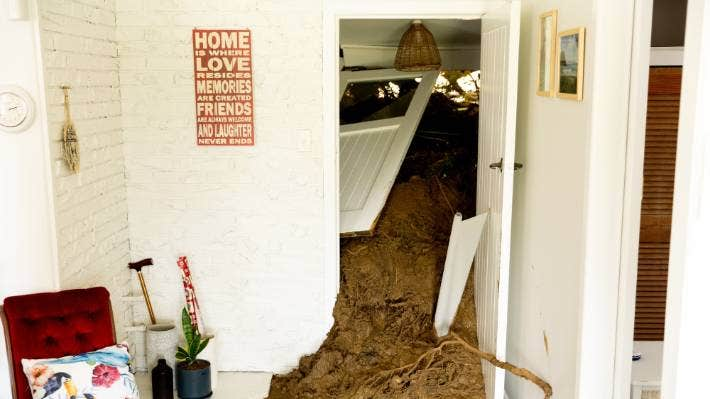 HOME
IS WHERE
LOVE
RESIDES
MEMORIES
ARE CREATED
FRIENDS
ARE ALWAYS WELCOME
AND LAUGHTER
NEVER ENDS